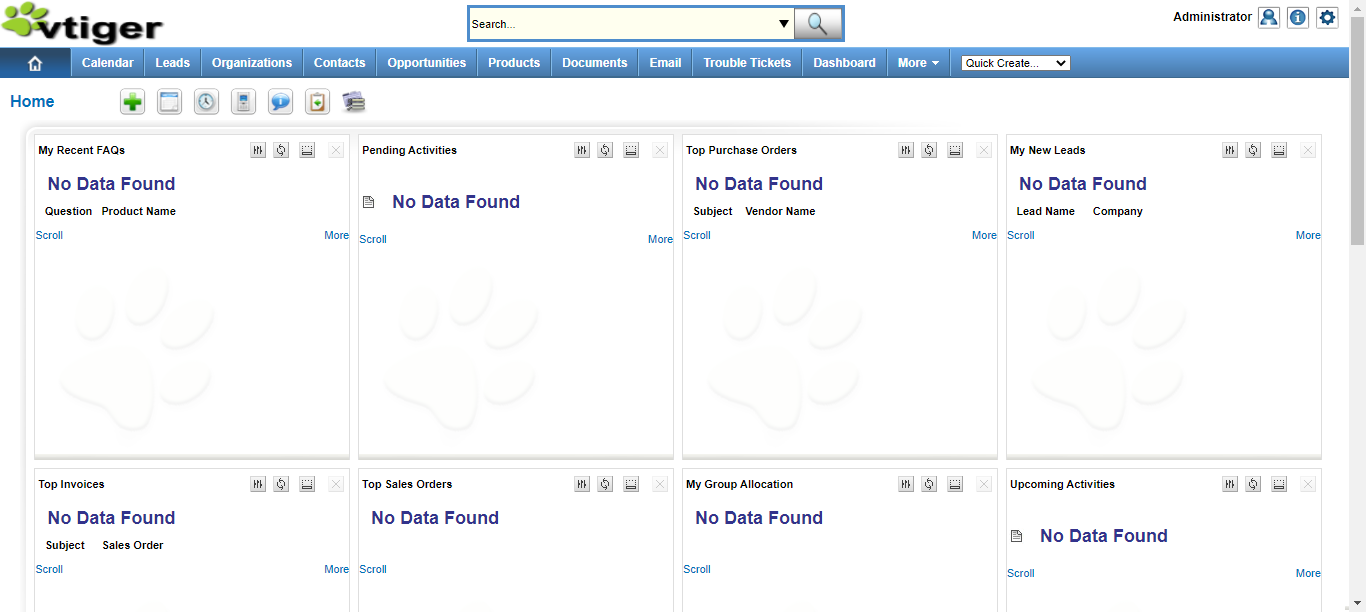 vtiger
Search...
Administrator
Calendar Leads Organizations Contacts Opportunities Products Documents Email Trouble Tickets Dashboard More Quick Create...
Home
My Recent FAQs
No Data Found
Question Product Name
Scroll More
Pending Activities
No Data Found
Scroll More
Top Purchase Orders
No Data Found
Subject Vendor Name
Scroll More
My New Leads
No Data Found
Lead Name Company
Scroll More
Top Invoices
No Data Found
Subject Sales Order
Scroll More
Top Sales Orders
No Data Found
Scroll
My Group Allocation
No Data Found
Scroll
Upcoming Activities
No Data Found
Scroll More